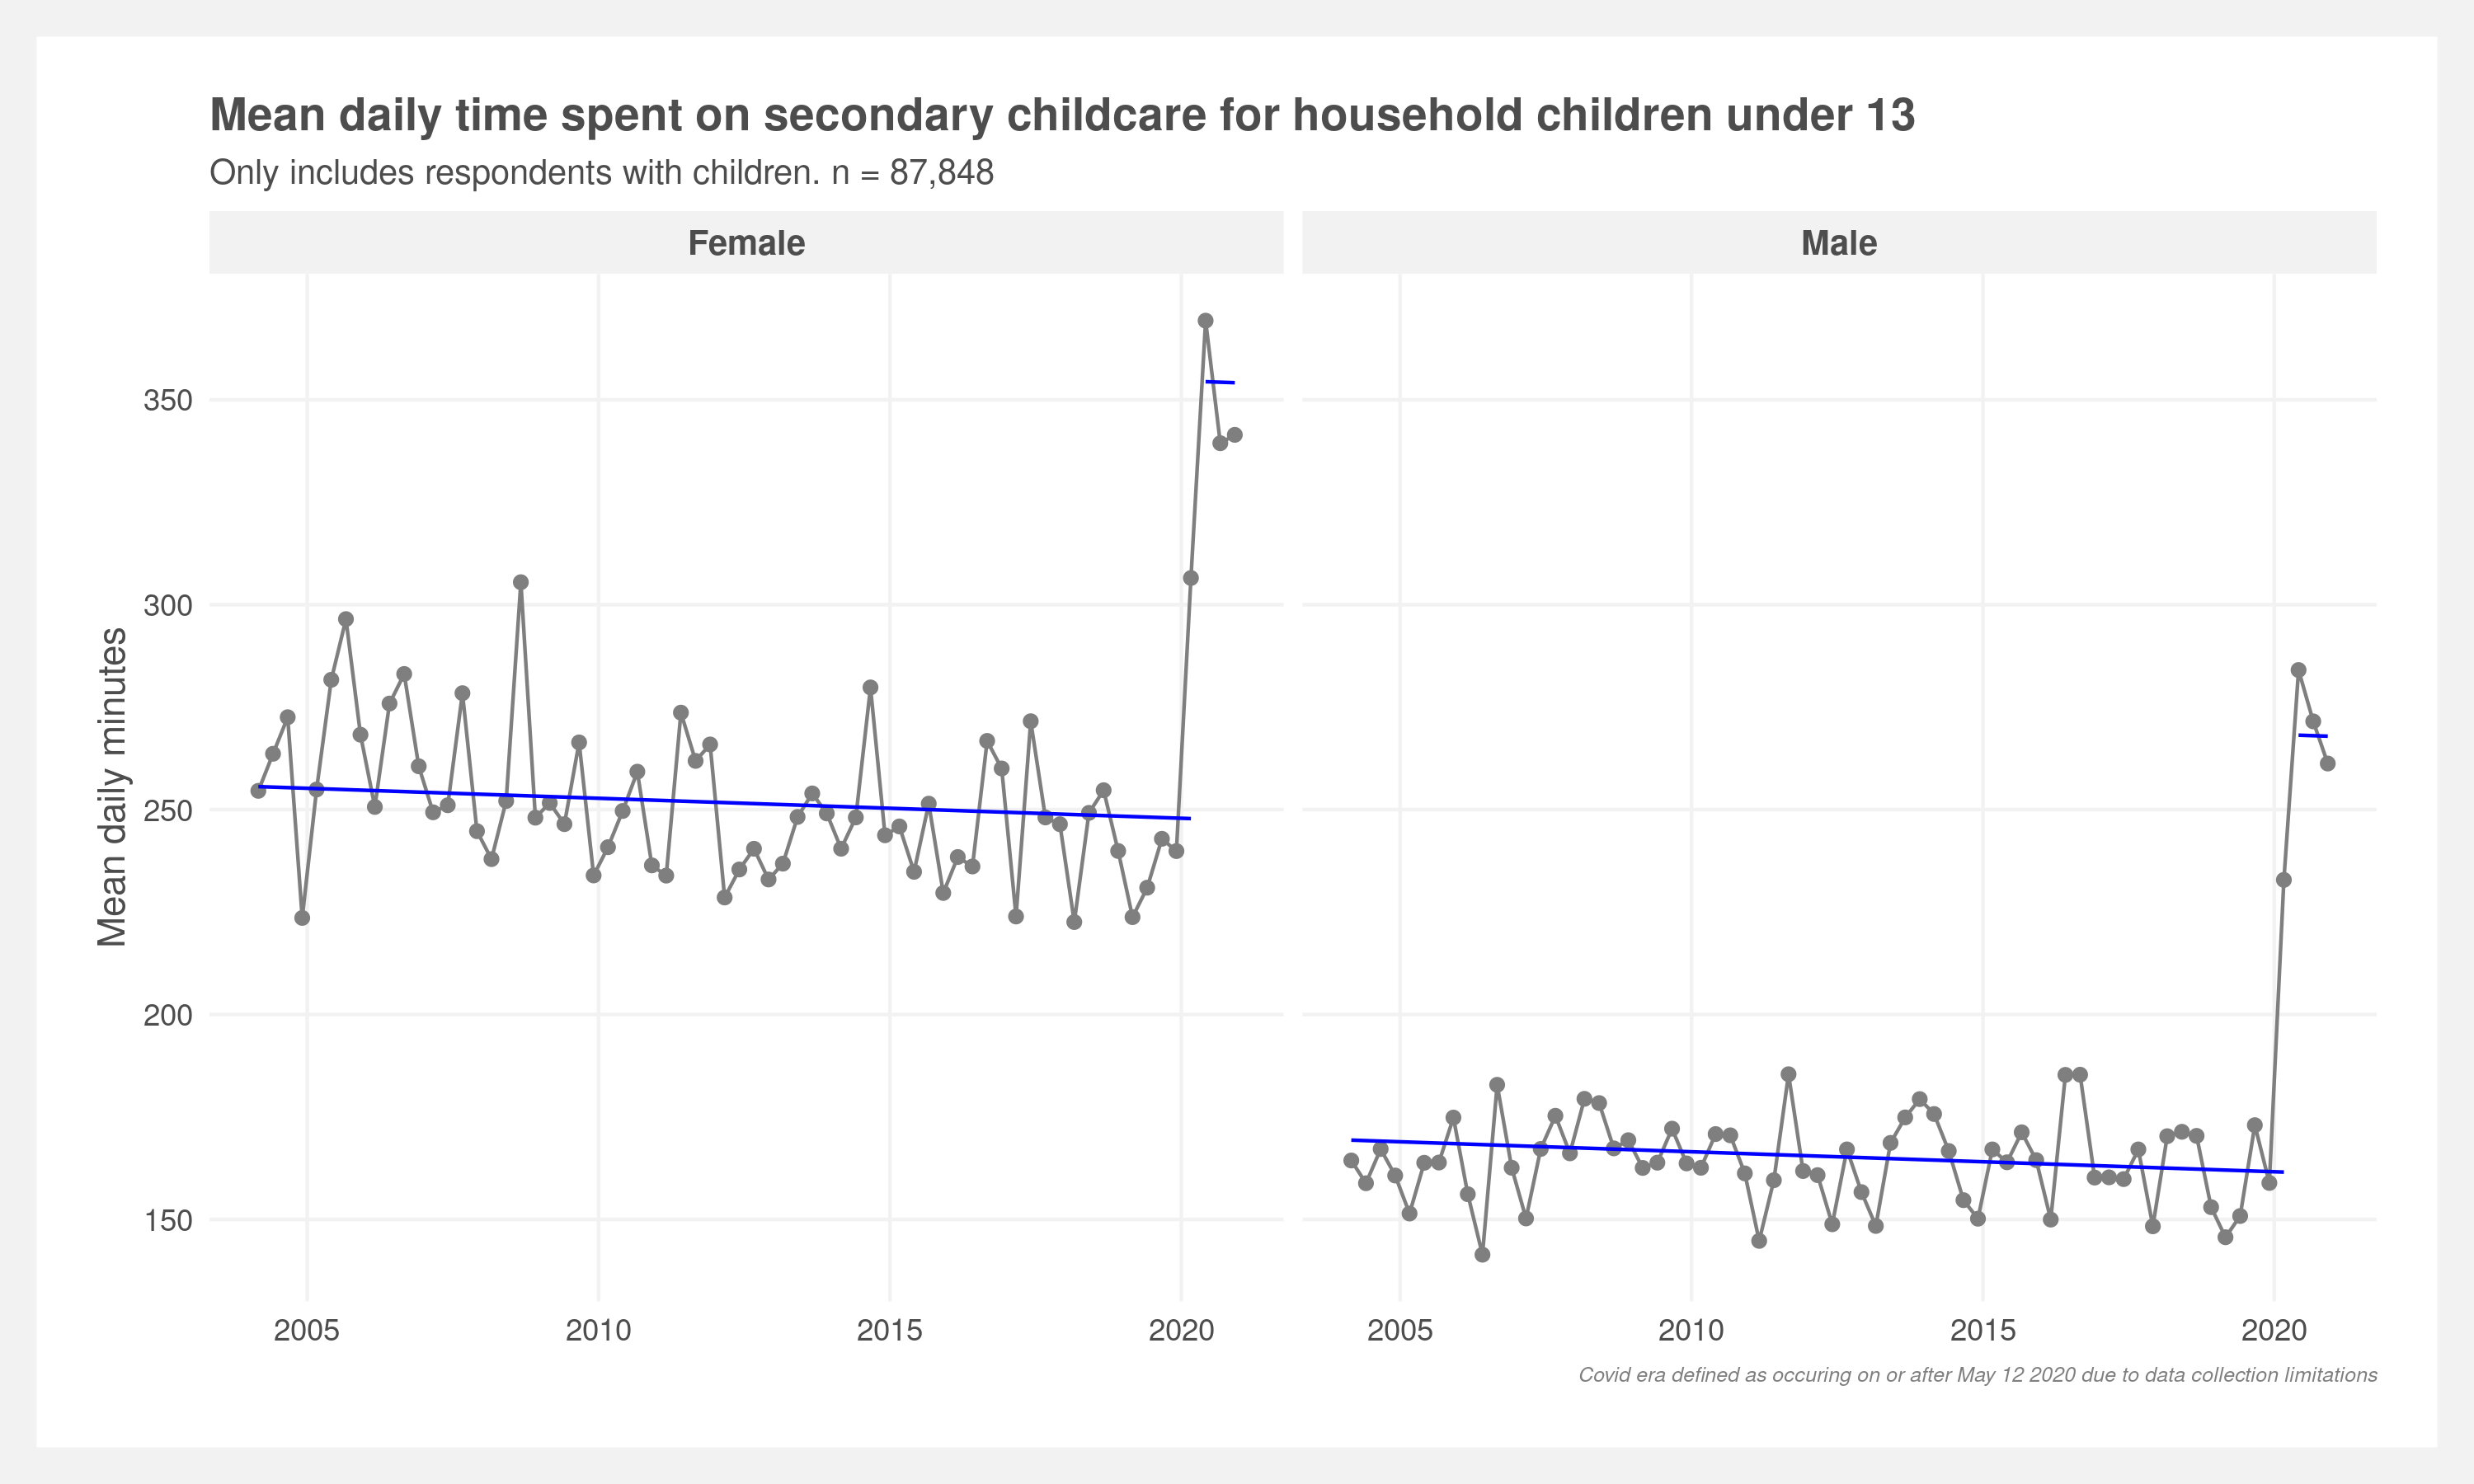 Mean daily time spent on secondary childcare for household children under 13
Only includes respondents with children. n = 87,848
Female
Male
Mean daily minutes
350
300
250
200
150
2005
2010
2015
2020
2005
2010
2015
2020
Covid era defined as occuring on or after May 12 2020 due to data collection limitations